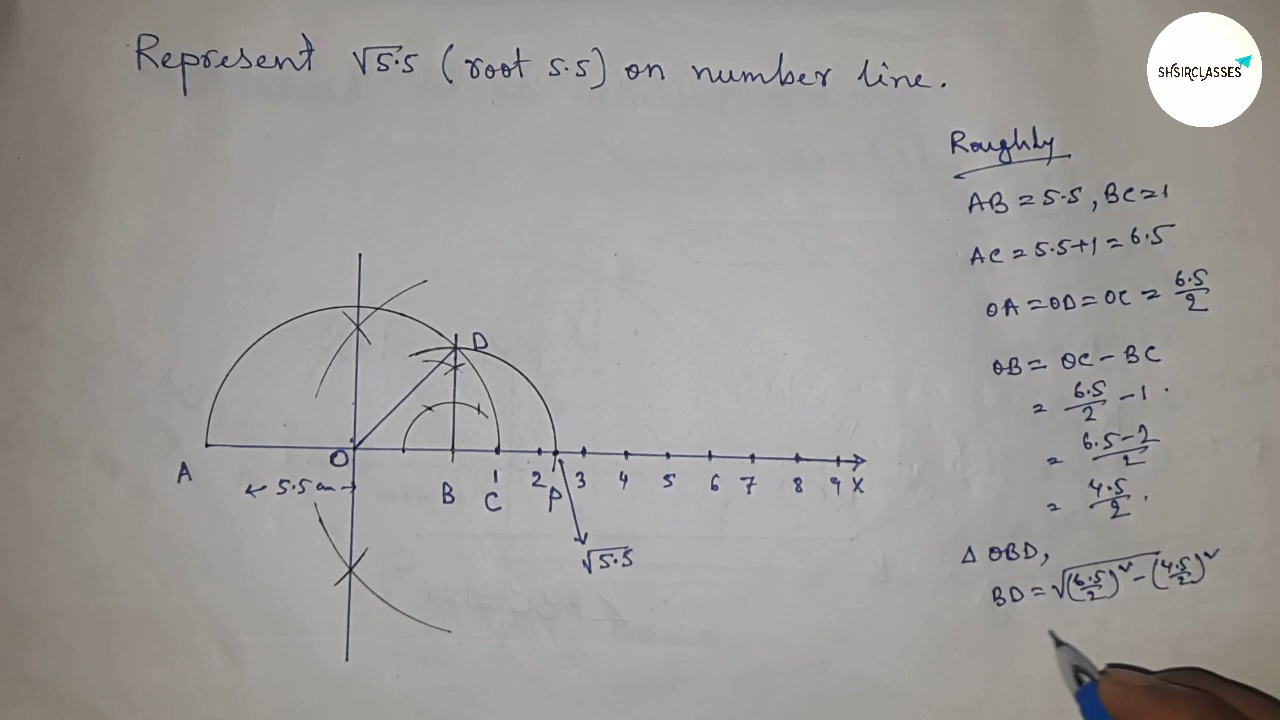 Represent √5.5 (root 5.5) on number line.
SHSIRCLASSES
Roughly
AB = 5.5, BC = 1
AC = 5.5+1 = 6.5
OA = OD = OC = 6.5/2
OB = OC - BC
= 6.5/2 - 1.
= 6.5-2/2
= 4.5/2.
Δ OBD,
BD = √(6.5/2)² - (4.5/2)²
D
A O B C P X
1 2 3 4 5 6 7 8 9
← 5.5 cm →
√5.5